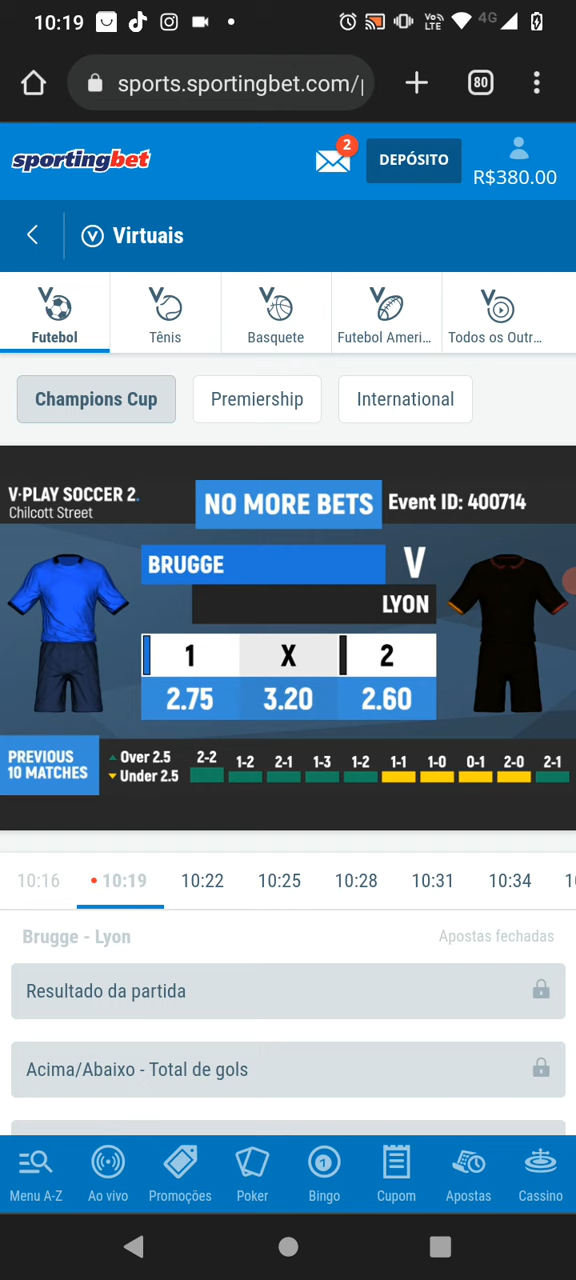 10:19
VoD LTE 4G
sports.sportingbet.com/p
80
sportingbet
2
DEPÓSITO
R$380.00
Virtuais
Futebol
Tênis
Basquete
Futebol Ameri...
Todos os Outr...
Champions Cup
Premiership
International
V·PLAY SOCCER 2.
Chilcott Street
NO MORE BETS
Event ID: 400714
BRUGGE
V
LYON
1 X 2
2.75 3.20 2.60
PREVIOUS
10 MATCHES
Over 2.5
Under 2.5
2-2 1-2 2-1 1-3 1-2 1-1 1-0 0-1 2-0 2-1
10:16 10:19 10:22 10:25 10:28 10:31 10:34
Brugge - Lyon
Apostas fechadas
Resultado da partida
Acima/Abaixo - Total de gols
Menu A-Z
Ao vivo
Promoções
Poker
Bingo
Cupom
Apostas
Cassino